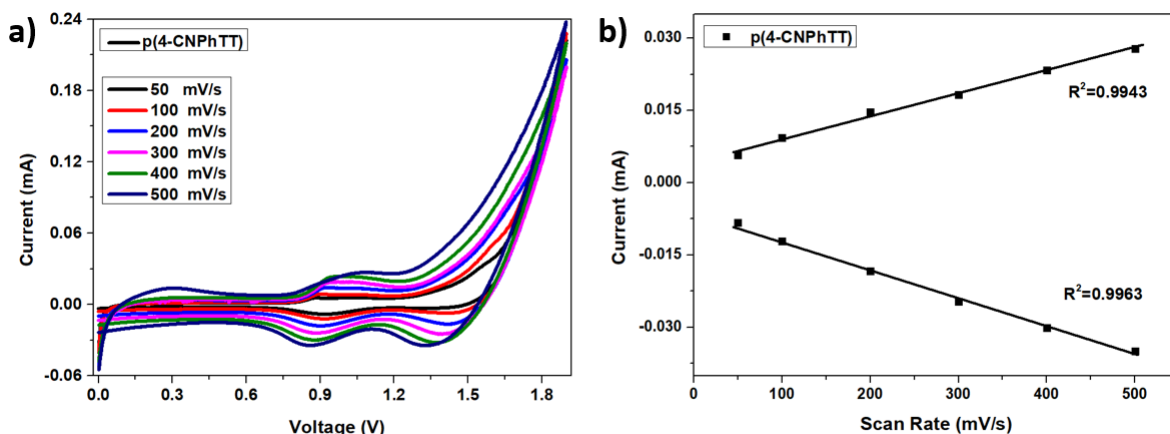 a)
p(4-CNPhTT)
50 mV/s
100 mV/s
200 mV/s
300 mV/s
400 mV/s
500 mV/s
0.24
0.18
0.12
0.06
0.00
-0.06
Current (mA)
0.0 0.3 0.6 0.9 1.2 1.5 1.8
Voltage (V)
b)
p(4-CNPhTT)
R²=0.9943
R²=0.9963
0.030
0.015
0.000
-0.015
-0.030
Current (mA)
0 100 200 300 400 500
Scan Rate (mV/s)